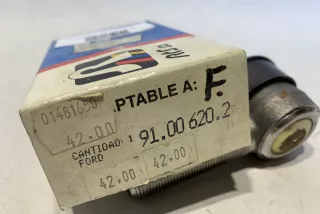 01481650
PTABLE A: F.
42.00
CANTIDAD 1 91.00 620.2
FORD
42.00 42.00